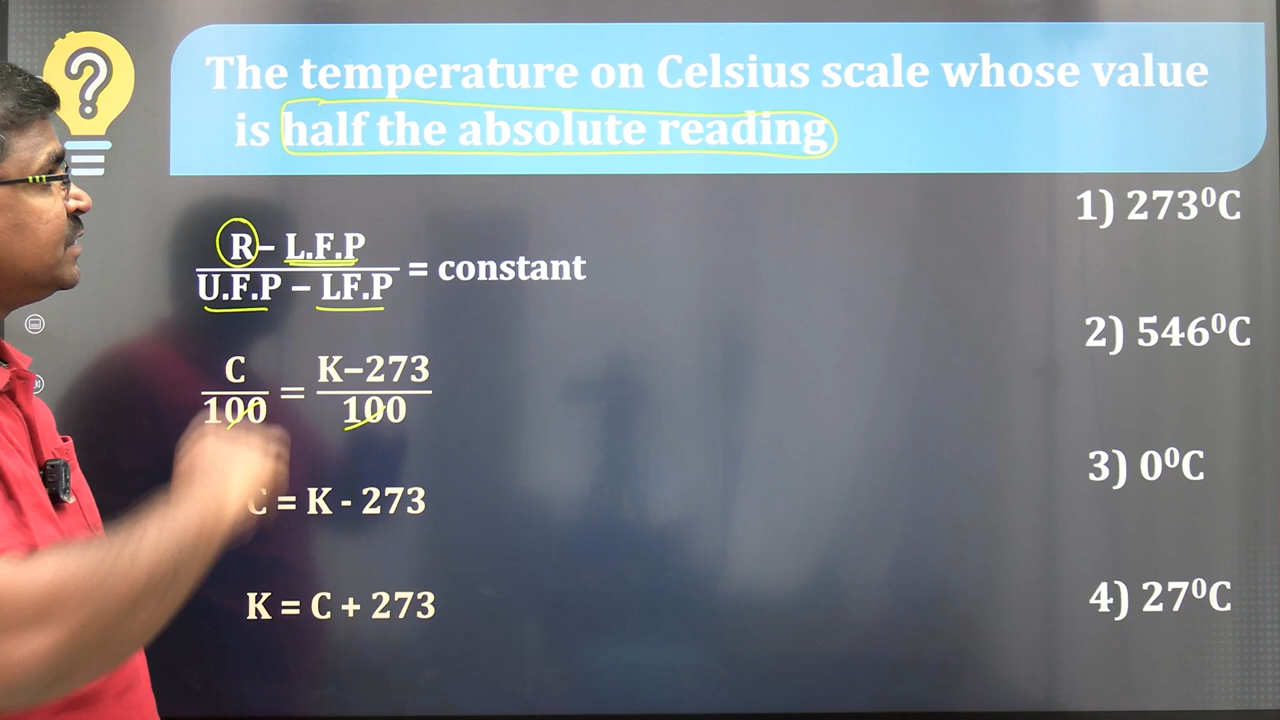 The temperature on Celsius scale whose value
is half the absolute reading
R– L.F.P
U.F.P – LF.P
= constant
C
100
=
K–273
100
C = K - 273
K = C + 273
1) 273⁰C
2) 546⁰C
3) 0⁰C
4) 27⁰C